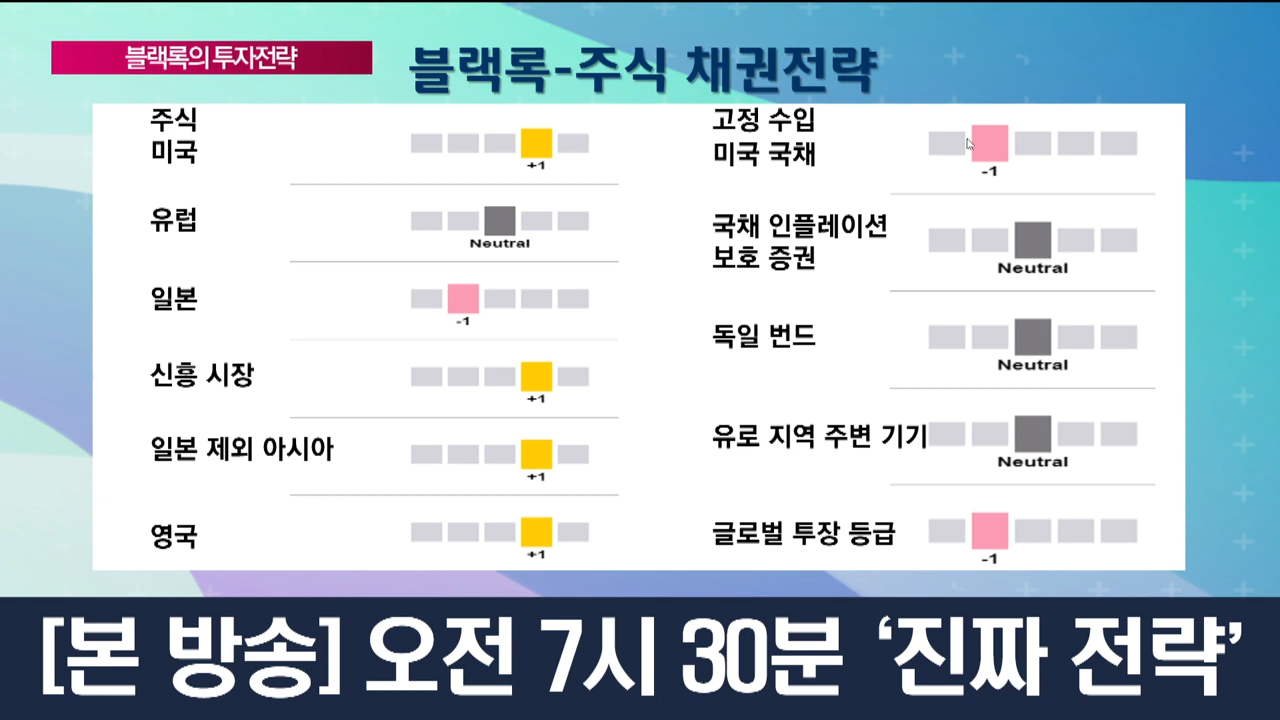 블랙록의 투자전략
블랙록-주식 채권전략
주식
미국
+1
유럽
Neutral
일본
-1
신흥 시장
+1
일본 제외 아시아
+1
영국
+1
고정 수입
미국 국채
-1
국채 인플레이션
보호 증권
Neutral
독일 번드
Neutral
유로 지역 주변 기기
Neutral
글로벌 투장 등급
-1
[본 방송] 오전 7시 30분 ‘진짜 전략’